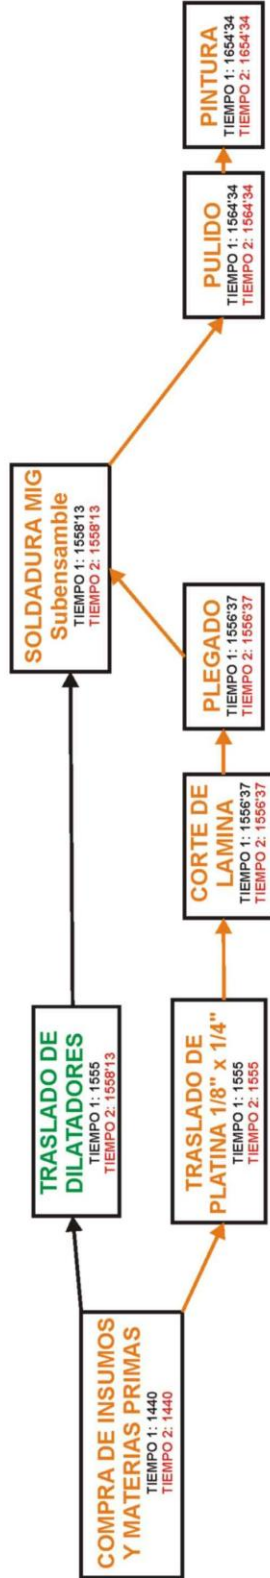 COMPRA DE INSUMOS
Y MATERIAS PRIMAS
TIEMPO 1: 1440
TIEMPO 2: 1440
TRASLADO DE
DILATADORES
TIEMPO 1: 1555
TIEMPO 2: 1558'13
TRASLADO DE
PLATINA 1/8" x 1/4"
TIEMPO 1: 1555
TIEMPO 2: 1555
CORTE DE
LAMINA
TIEMPO 1: 1556'37
TIEMPO 2: 1556'37
PLEGADO
TIEMPO 1: 1556'37
TIEMPO 2: 1556'37
SOLDADURA MIG
Subensamble
TIEMPO 1: 1558'13
TIEMPO 2: 1558'13
PULIDO
TIEMPO 1: 1564'34
TIEMPO 2: 1564'34
PINTURA
TIEMPO 1: 1654'34
TIEMPO 2: 1654'34